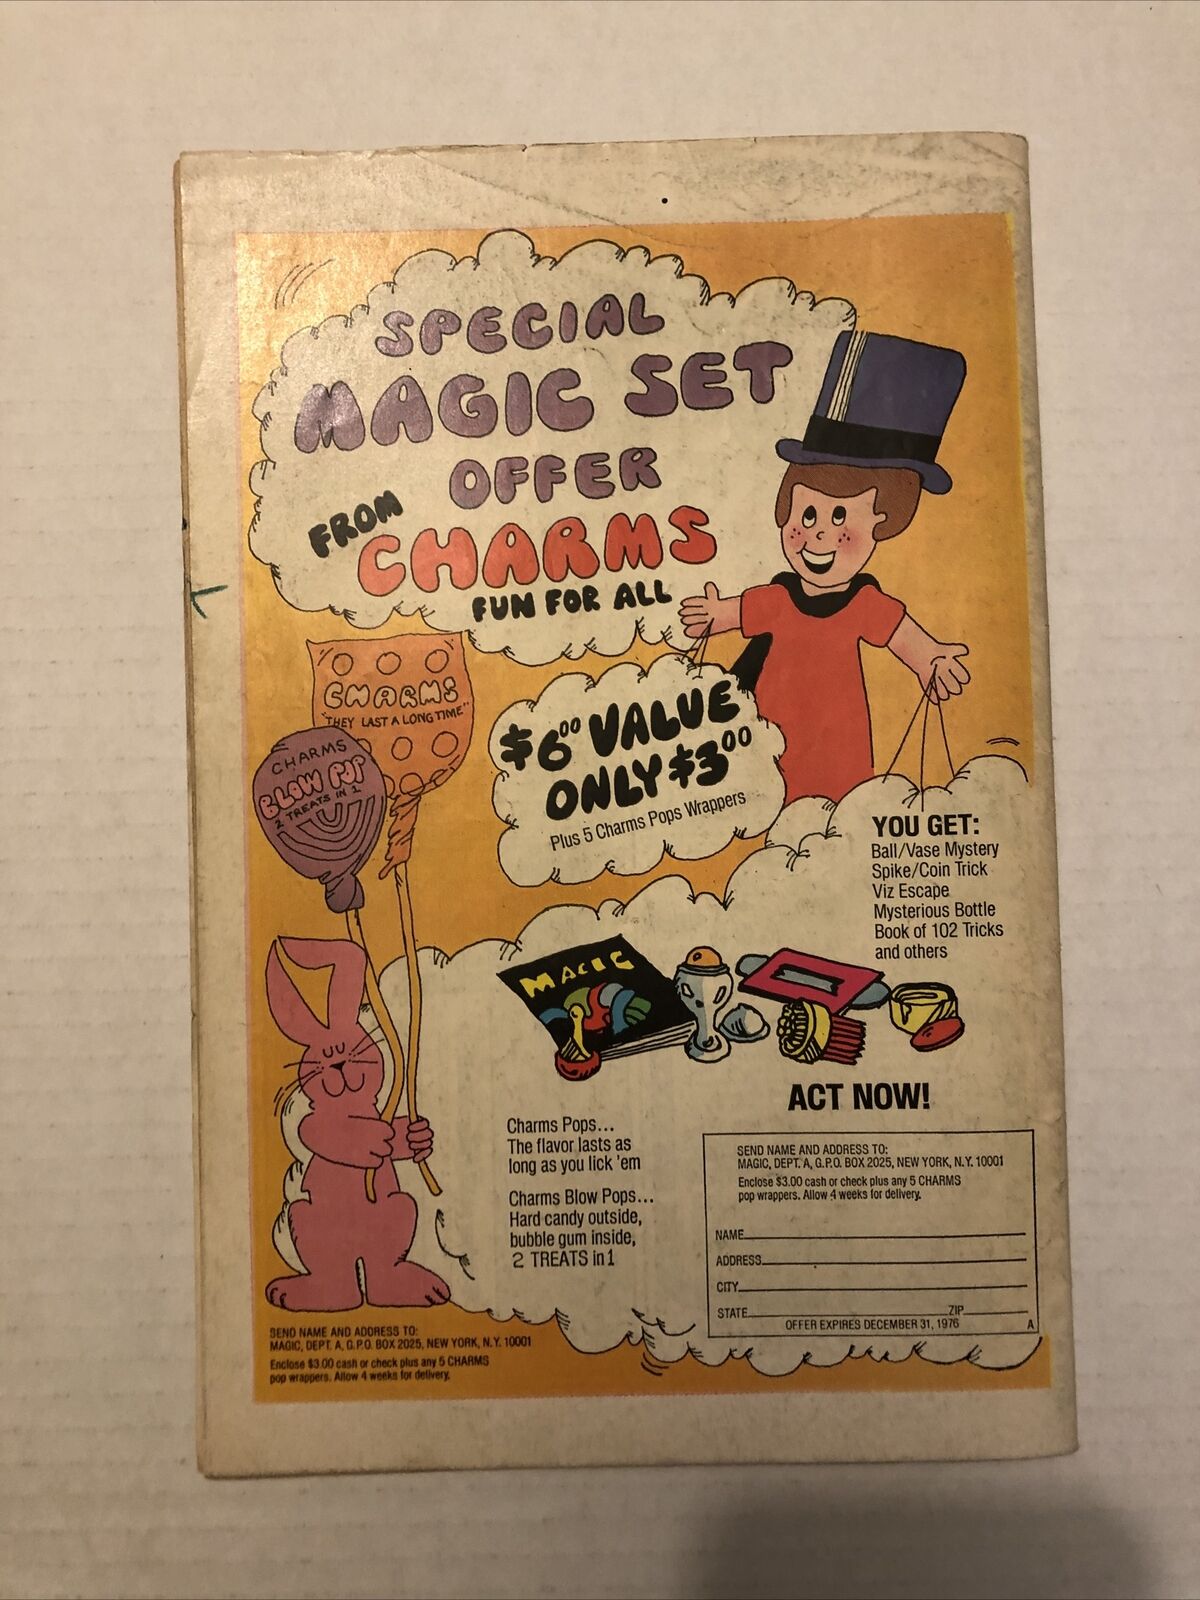 SPECIAL
MAGIC SET
OFFER
FROM
CHARMS
FUN FOR ALL
CHARMS
"THEY LAST A LONG TIME"
CHARMS
BLOW POP
2 TREATS IN 1
$6.00 VALUE
ONLY $3.00
Plus 5 Charms Pops Wrappers
YOU GET:
Ball/Vase Mystery
Spike/Coin Trick
Viz Escape
Mysterious Bottle
Book of 102 Tricks
and others
MAGIC
ACT NOW!
Charms Pops...
The flavor lasts as
long as you lick 'em
Charms Blow Pops...
Hard candy outside,
bubble gum inside,
2 TREATS in 1
SEND NAME AND ADDRESS TO:
MAGIC, DEPT. A, G.P.O. BOX 2025, NEW YORK, N.Y. 10001
Enclose $3.00 cash or check plus any 5 CHARMS
pop wrappers. Allow 4 weeks for delivery.
NAME
ADDRESS
CITY
STATE ZIP
OFFER EXPIRES DECEMBER 31, 1976 A
SEND NAME AND ADDRESS TO:
MAGIC, DEPT. A, G.P.O. BOX 2025, NEW YORK, N.Y. 10001
Enclose $3.00 cash or check plus any 5 CHARMS
pop wrappers. Allow 4 weeks for delivery.